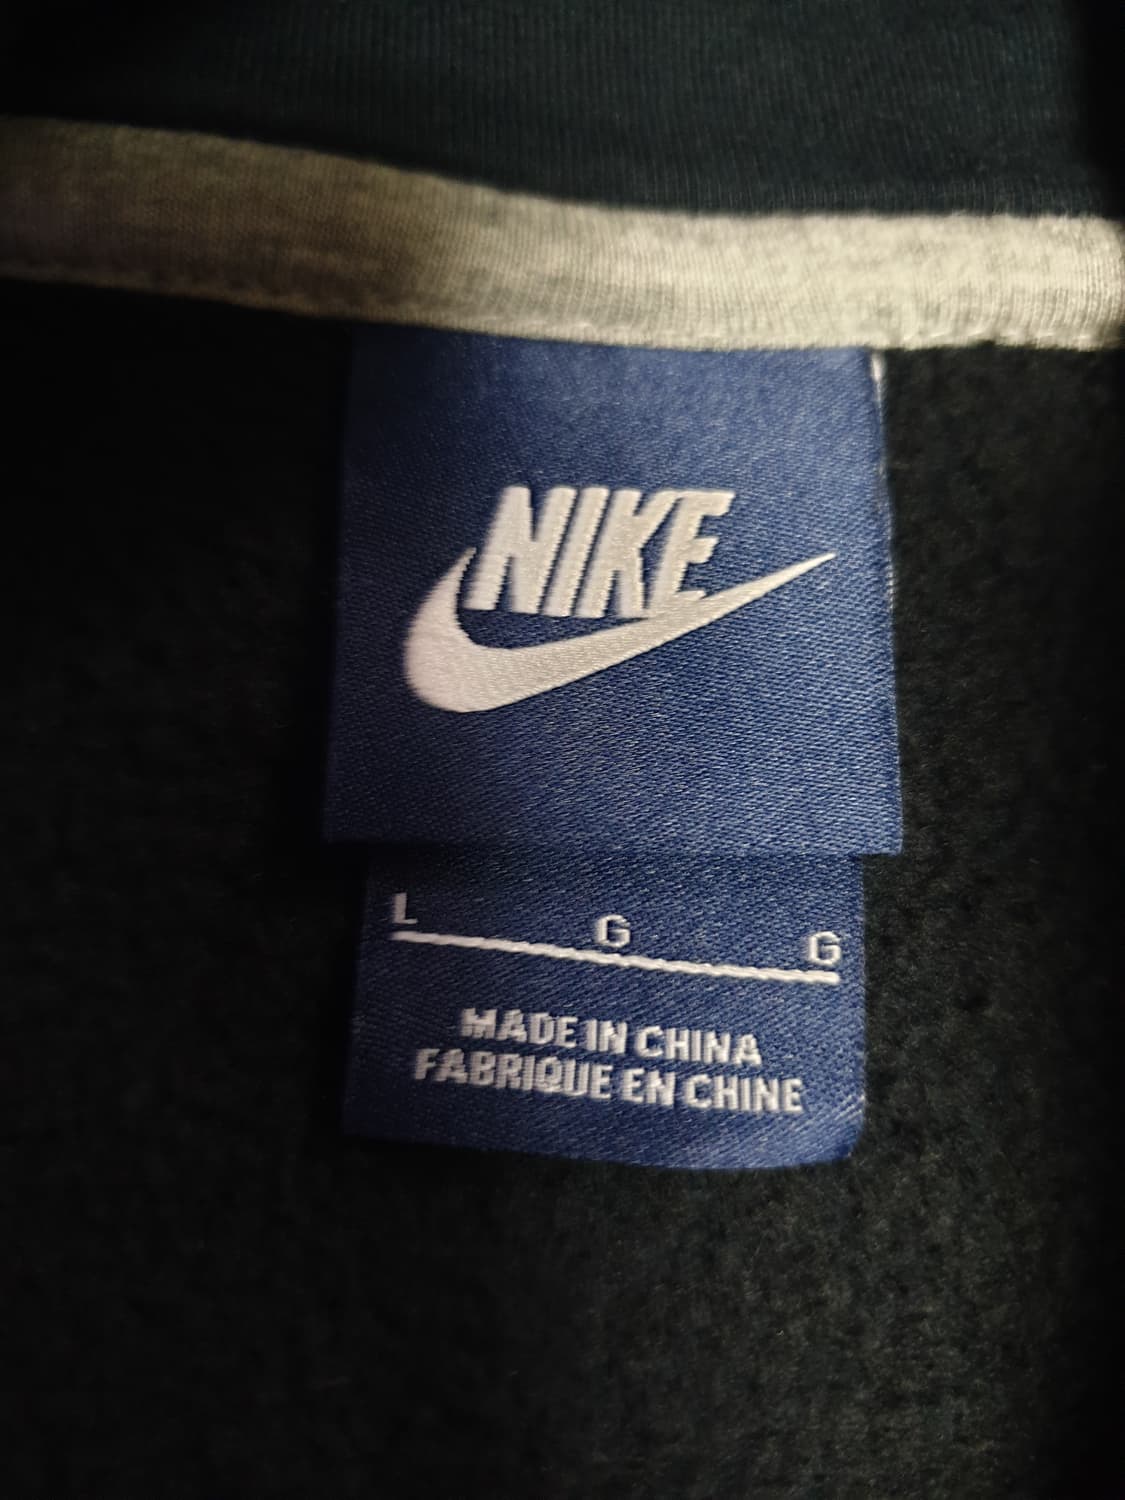 NIKE
L G G
MADE IN CHINA
FABRIQUE EN CHINE